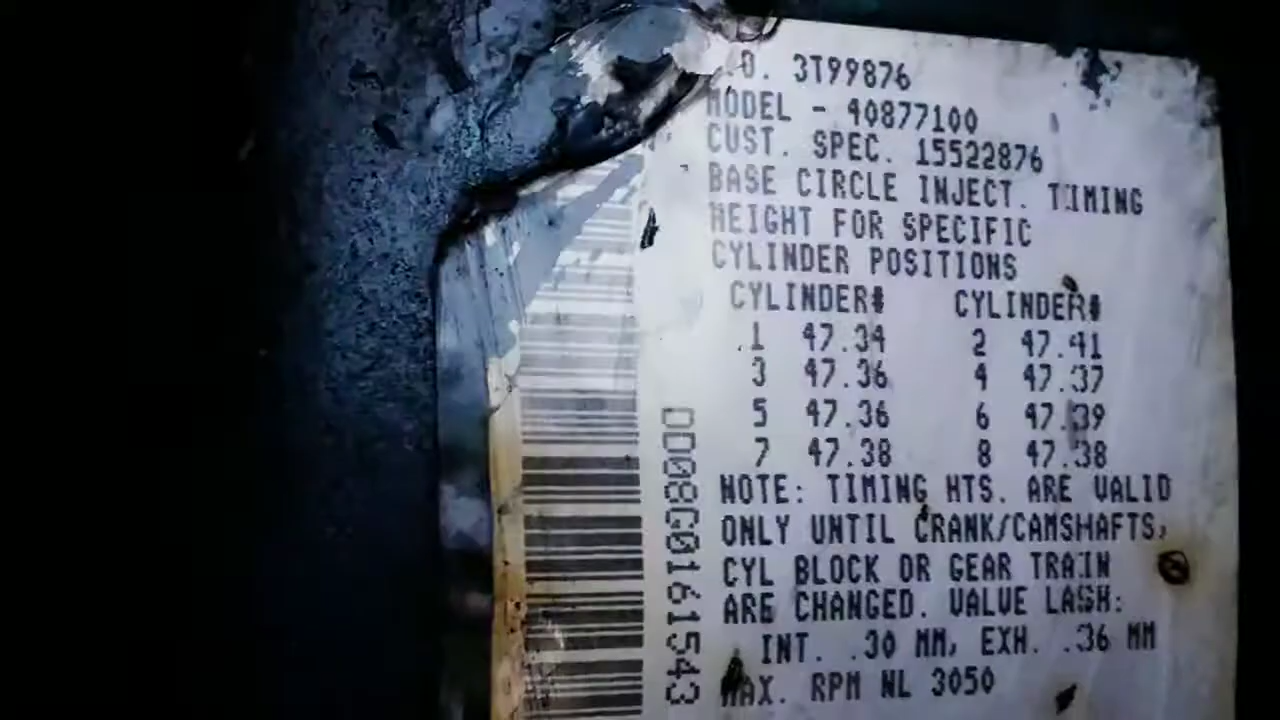 .O. 3T99876
MODEL - 40877100
CUST. SPEC. 15522876
BASE CIRCLE INJECT. TIMING
HEIGHT FOR SPECIFIC
CYLINDER POSITIONS
CYLINDER# CYLINDER#
1 47.34 2 47.41
3 47.36 4 47.37
5 47.36 6 47.39
7 47.38 8 47.38
NOTE: TIMING HTS. ARE VALID
ONLY UNTIL CRANK/CAMSHAFTS,
CYL BLOCK OR GEAR TRAIN
ARE CHANGED. VALVE LASH:
INT. .30 MM, EXH. .36 MM
MAX. RPM NL 3050
0D08G0161543